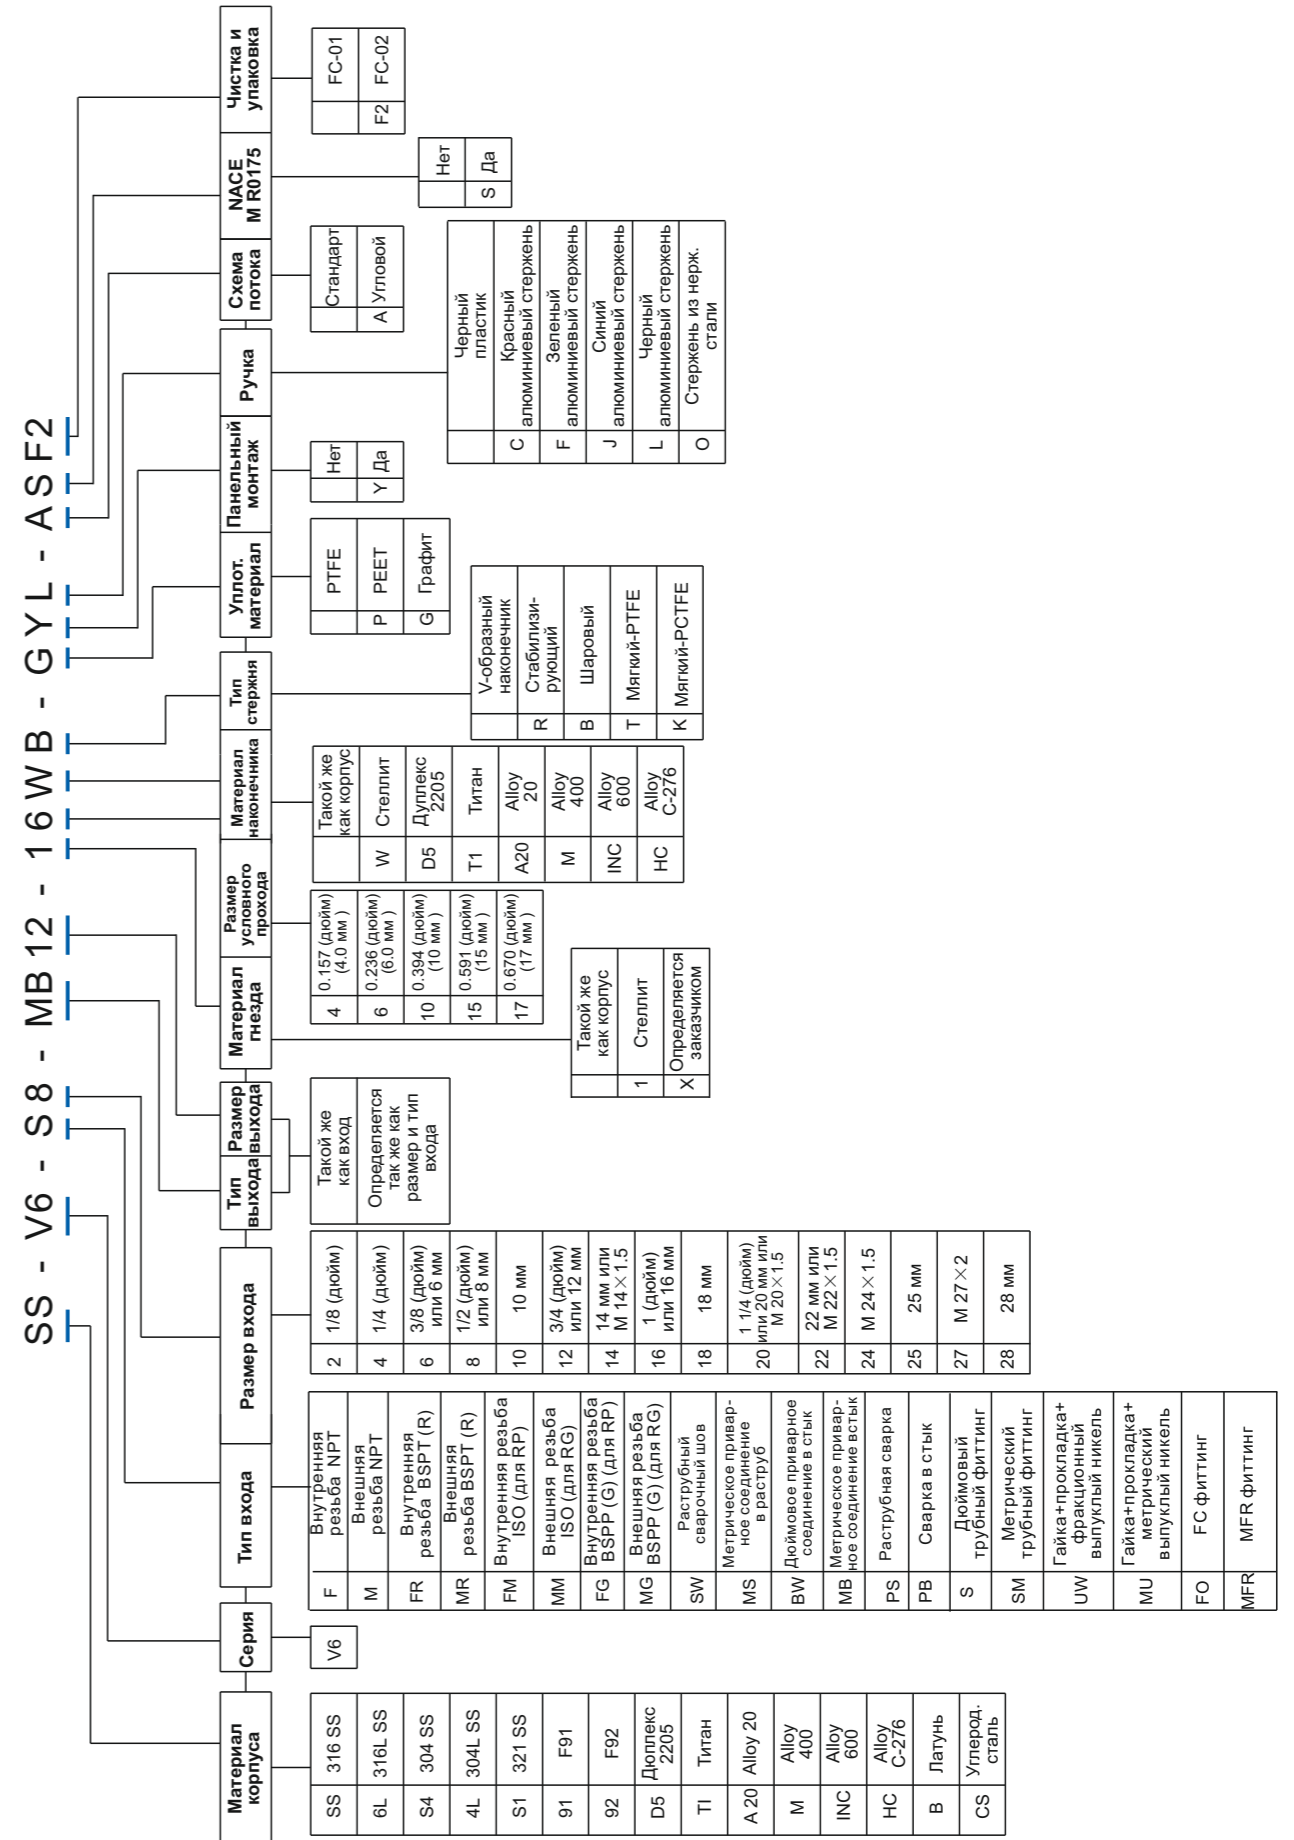 SS - V6 - S8 - MB12 - 16WB - GYL - ASF2
Материал
корпуса
SS 316 SS
6L 316L SS
S4 304 SS
4L 304L SS
S1 321 SS
91 F91
92 F92
D5 Дюплекс
2205
TI Титан
A 20 Alloy 20
M Alloy
400
INC Alloy
600
HC Alloy
C-276
B Латунь
CS Углерод.
сталь
Серия
V6
Тип входа
F Внутренняя
резьба NPT
M Внешняя
резьба NPT
FR Внутренняя
резьба BSPT (R)
MR Внешняя
резьба BSPT (R)
FM Внутренняя резьба
ISO (для RP)
MM Внешняя резьба
ISO (для RG)
FG Внутренняя резьба
BSPP (G) (для RP)
MG Внешняя резьба
BSPP (G) (для RG)
SW Раструбный
сварочный шов
MS Метрическое привар-
ное соединение
в раструб
BW Дюймовое приварное
соединение в стык
MB Метрическое привар-
ное соединение встык
PS Раструбная сварка
PB Сварка в стык
S Дюймовый
трубный фиттинг
SM Метрический
трубный фиттинг
UW Гайка+прокладка+
фракционный
выпуклый никель
MU Гайка+прокладка+
метрический
выпуклый никель
FO FC фиттинг
MFR MFR фиттинг
Размер входа
2 1/8 (дюйм)
4 1/4 (дюйм)
6 3/8 (дюйм)
или 6 мм
8 1/2 (дюйм)
или 8 мм
10 10 мм
12 3/4 (дюйм)
или 12 мм
14 14 мм или
M 14×1.5
16 1 (дюйм)
или 16 мм
18 18 мм
20 1 1/4 (дюйм)
или 20 мм или
M 20×1.5
22 22 мм или
M 22×1.5
24 M 24×1.5
25 25 мм
27 M 27×2
28 28 мм
Тип
выхода
Размер
выхода
Такой же
как вход
Определяется
так же как
размер и тип
входа
Материал
гнезда
Такой же
как корпус
1 Стеллит
X Определяется
заказчиком
Размер
условного
прохода
4 0.157 (дюйм)
(4.0 мм )
6 0.236 (дюйм)
(6.0 мм )
10 0.394 (дюйм)
(10 мм )
15 0.591 (дюйм)
(15 мм )
17 0.670 (дюйм)
(17 мм )
Материал
наконечника
Такой же
как корпус
W Стеллит
D5 Дуплекс
2205
T1 Титан
A20 Alloy
20
M Alloy
400
INC Alloy
600
HC Alloy
C-276
Тип
стержня
V-образный
наконечник
R Стабилизи-
рующий
B Шаровый
T Мягкий-PTFE
K Мягкий-PCTFE
Уплот.
материал
PTFE
P PEET
G Графит
Панельный
монтаж
Нет
Y Да
Ручка
Черный
пластик
C Красный
алюминиевый стержень
F Зеленый
алюминиевый стержень
J Синий
алюминиевый стержень
L Черный
алюминиевый стержень
O Стержень из нерж.
стали
Схема
потока
Стандарт
A Угловой
NACE
M R0175
Нет
S Да
Чистка и
упаковка
FC-01
F2 FC-02